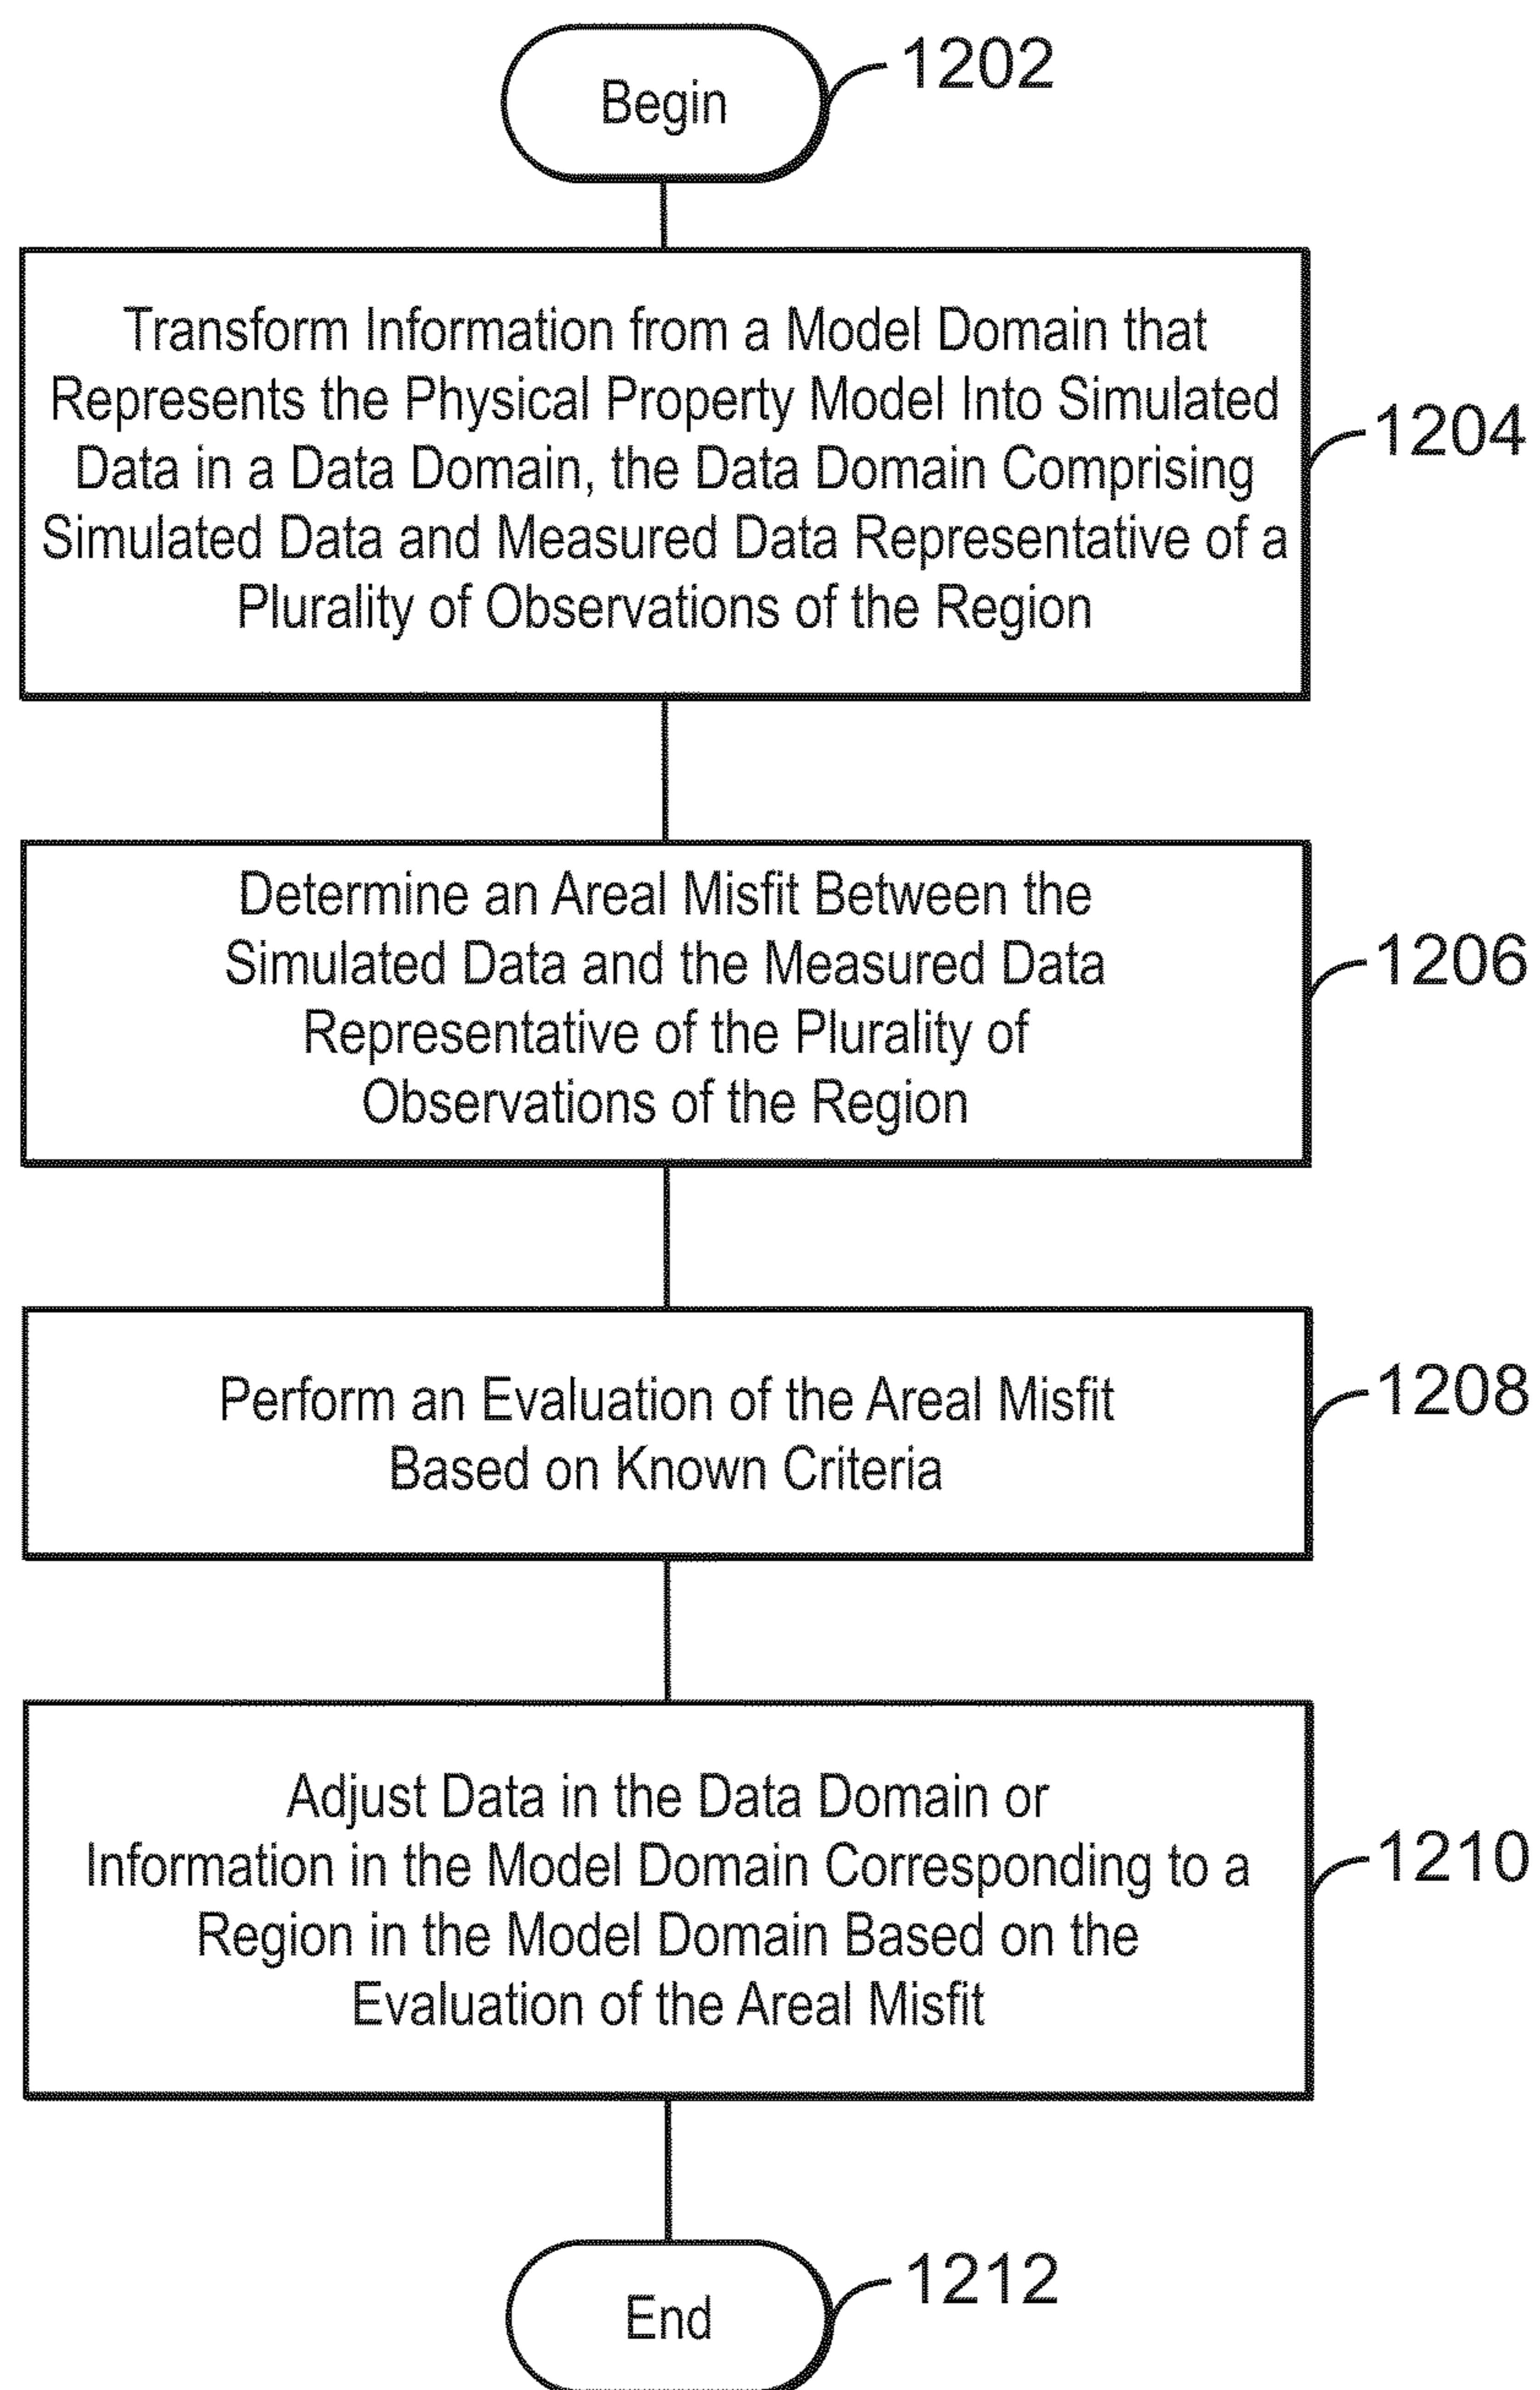 Begin
1202
Transform Information from a Model Domain that
Represents the Physical Property Model Into Simulated
Data in a Data Domain, the Data Domain Comprising
Simulated Data and Measured Data Representative of a
Plurality of Observations of the Region
1204
Determine an Areal Misfit Between the
Simulated Data and the Measured Data
Representative of the Plurality of
Observations of the Region
1206
Perform an Evaluation of the Areal Misfit
Based on Known Criteria
1208
Adjust Data in the Data Domain or
Information in the Model Domain Corresponding to a
Region in the Model Domain Based on the
Evaluation of the Areal Misfit
1210
End
1212